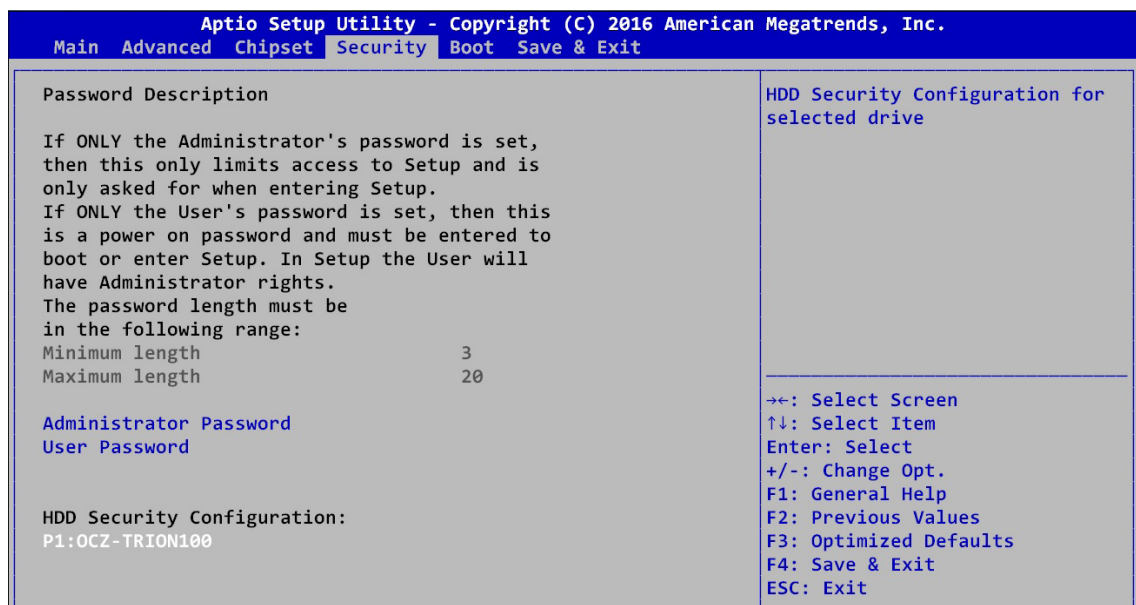 Aptio Setup Utility - Copyright (C) 2016 American Megatrends, Inc.
Main Advanced Chipset Security Boot Save & Exit
Password Description
If ONLY the Administrator's password is set,
then this only limits access to Setup and is
only asked for when entering Setup.
If ONLY the User's password is set, then this
is a power on password and must be entered to
boot or enter Setup. In Setup the User will
have Administrator rights.
The password length must be
in the following range:
Minimum length 3
Maximum length 20
Administrator Password
User Password
HDD Security Configuration:
P1:OCZ-TRION100
HDD Security Configuration for
selected drive
→←: Select Screen
↑↓: Select Item
Enter: Select
+/-: Change Opt.
F1: General Help
F2: Previous Values
F3: Optimized Defaults
F4: Save & Exit
ESC: Exit